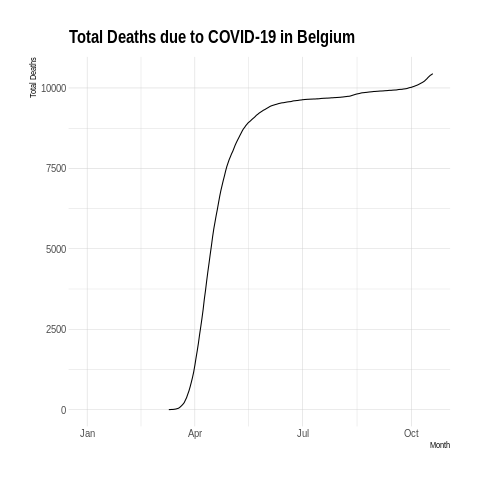 Total Deaths due to COVID-19 in Belgium
Total Deaths
10000
7500
5000
2500
0
Jan Apr Jul Oct
Month